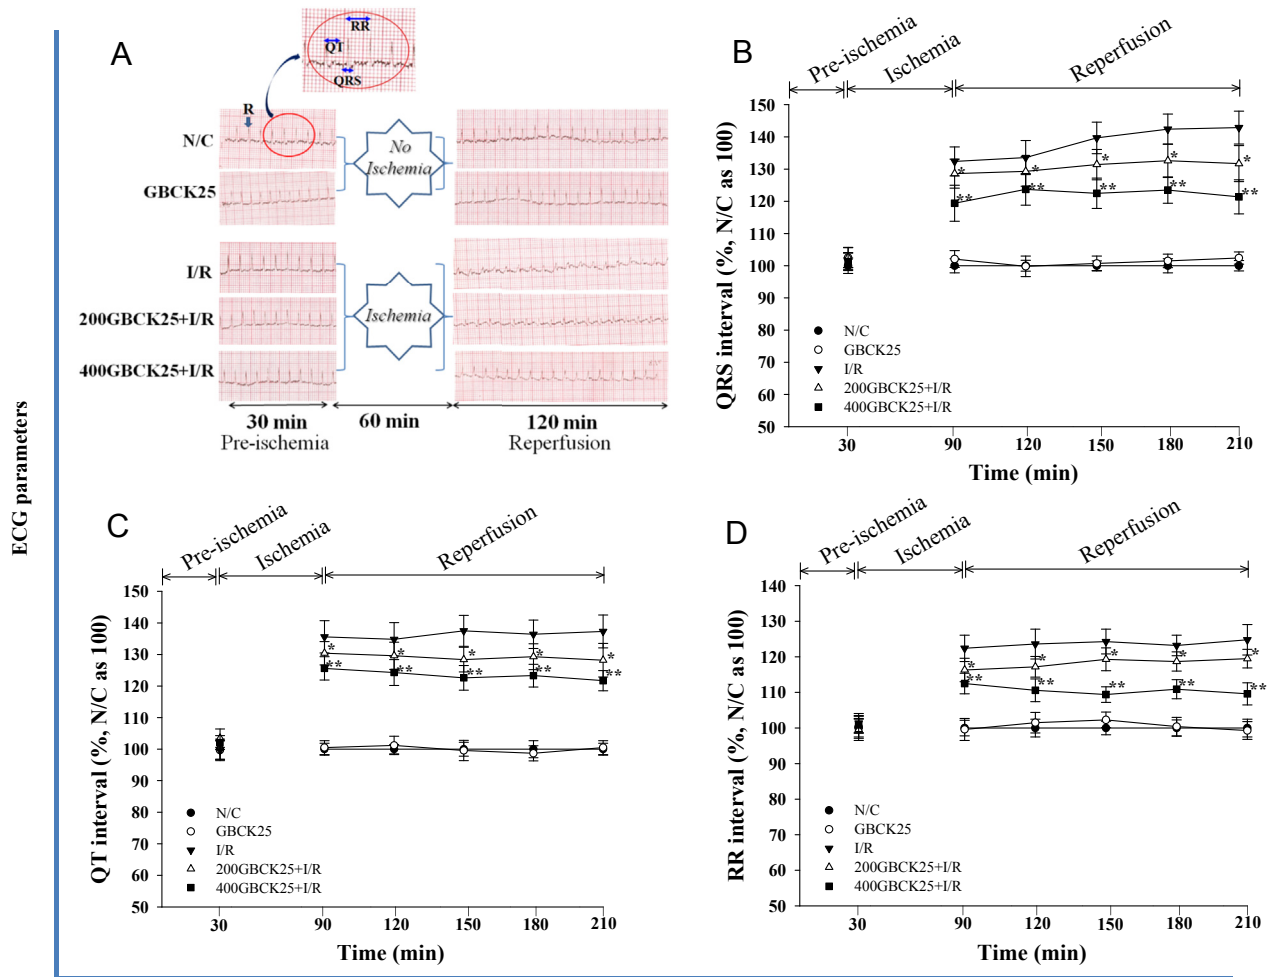 ECG parameters
A
RR
QT
QRS
R
N/C
GBCK25
I/R
200GBCK25+I/R
400GBCK25+I/R
No
Ischemia
Ischemia
30 min
60 min
120 min
Pre-ischemia
Reperfusion
B
Pre-ischemia
Ischemia
Reperfusion
QRS interval (%, N/C as 100)
150
140
130
120
110
100
90
80
70
60
50
* * * * *
** ** ** ** **
N/C
GBCK25
I/R
200GBCK25+I/R
400GBCK25+I/R
30 90 120 150 180 210
Time (min)
C
Pre-ischemia
Ischemia
Reperfusion
QT interval (%, N/C as 100)
150
140
130
120
110
100
90
80
70
60
50
* * * * *
** ** ** ** **
N/C
GBCK25
I/R
200GBCK25+I/R
400GBCK25+I/R
30 90 120 150 180 210
Time (min)
D
Pre-ischemia
Ischemia
Reperfusion
RR interval (%, N/C as 100)
140
130
120
110
100
90
80
70
60
50
* * * * *
** ** ** ** **
N/C
GBCK25
I/R
200GBCK25+I/R
400GBCK25+I/R
30 90 120 150 180 210
Time (min)